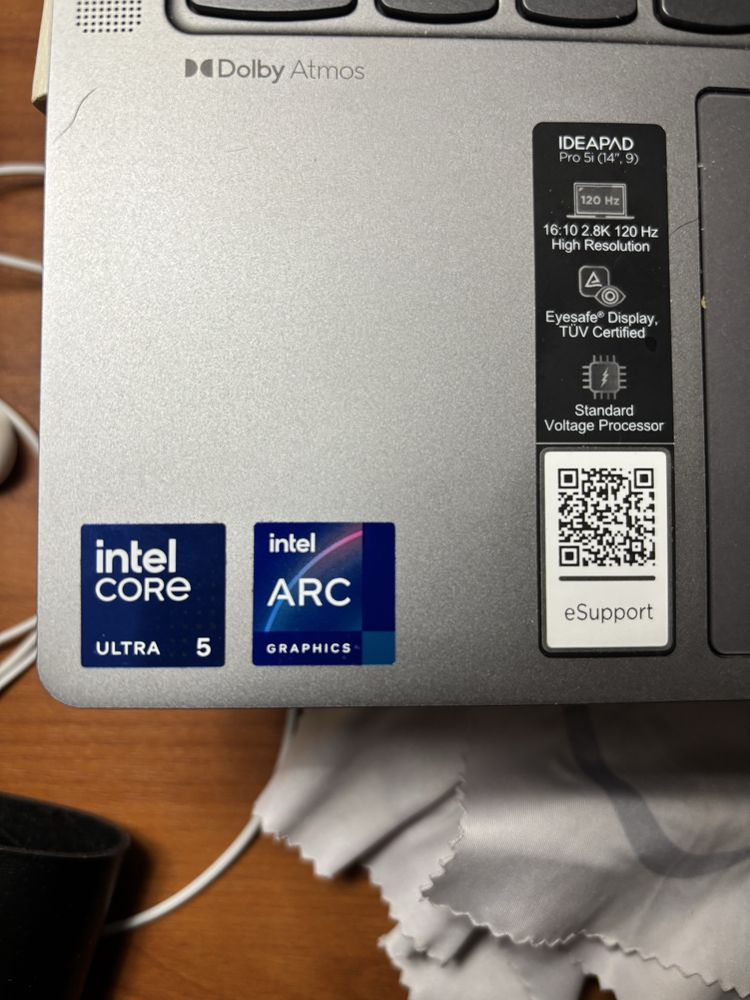 Dolby Atmos
IDEAPAD
Pro 5i (14", 9)
120 Hz
16:10 2.8K 120 Hz
High Resolution
Eyesafe® Display,
TÜV Certified
Standard
Voltage Processor
eSupport
intel
CORE
ULTRA 5
intel
ARC
GRAPHICS